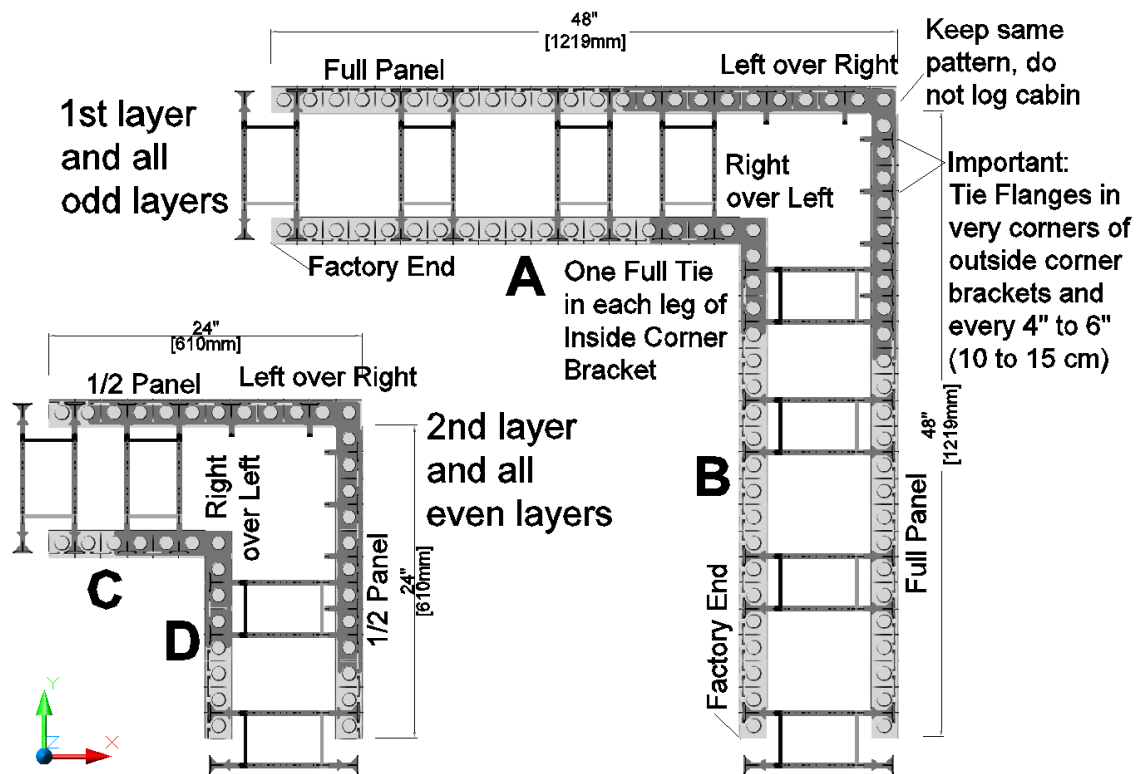 48"
[1219mm]
Full Panel
Left over Right
Keep same
pattern, do
not log cabin
1st layer
and all
odd layers
Right
over Left
Important:
Tie Flanges in
very corners of
outside corner
brackets and
every 4" to 6"
(10 to 15 cm)
Factory End
A
One Full Tie
in each leg of
Inside Corner
Bracket
48"
[1219mm]
B
Full Panel
Factory End
24"
[610mm]
1/2 Panel
Left over Right
2nd layer
and all
even layers
Right
over Left
1/2 Panel
24"
[610mm]
C
D
Y
Z
X